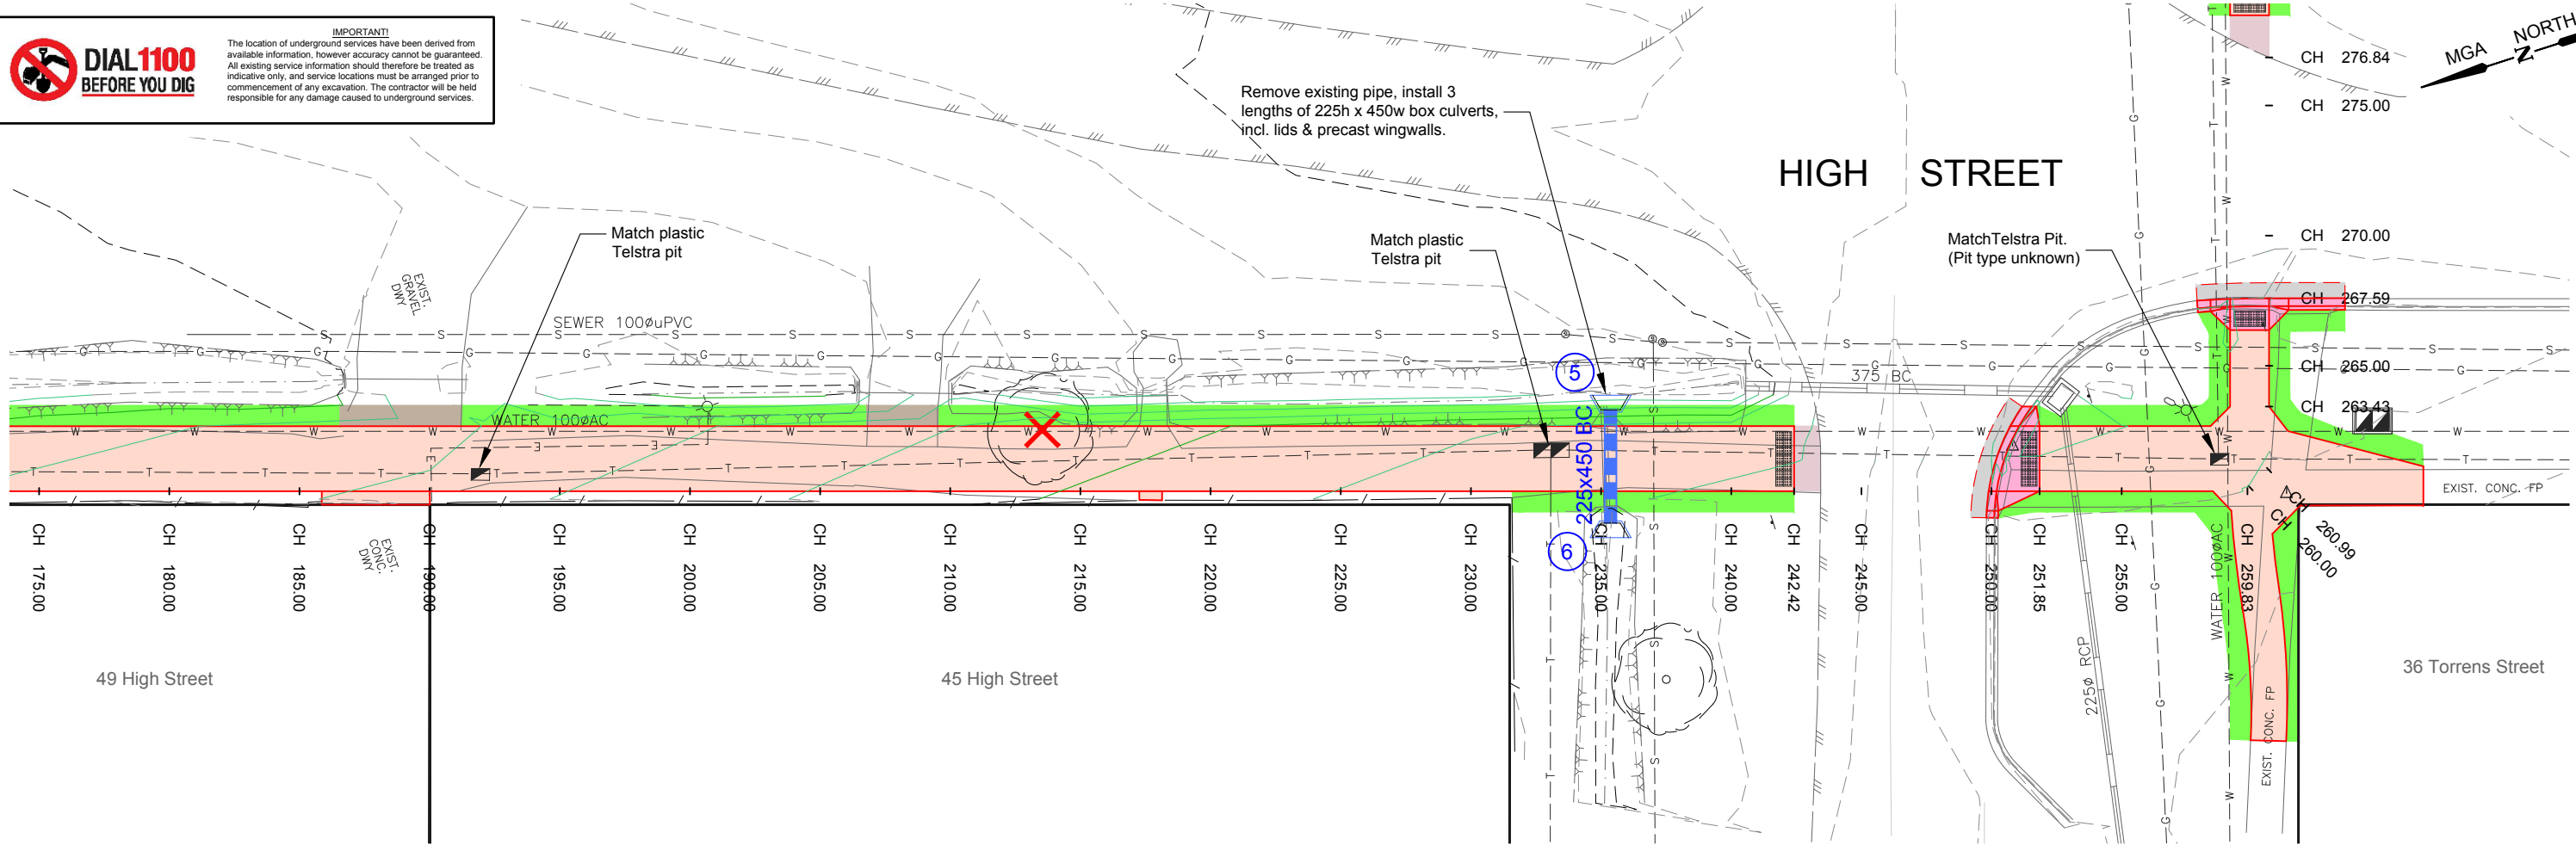 IMPORTANT!
The location of underground services have been derived from
available information, however accuracy cannot be guaranteed.
All existing service information should therefore be treated as
indicative only, and service locations must be arranged prior to
commencement of any excavation. The contractor will be held
responsible for any damage caused to underground services.
DIAL1100
BEFORE YOU DIG
Remove existing pipe, install 3
lengths of 225h x 450w box culverts,
incl. lids & precast wingwalls.
HIGH STREET
MGA NORTH
N
CH 276.84
CH 275.00
CH 270.00
CH 267.59
CH 265.00
CH 263.43
Match plastic
Telstra pit
Match plastic
Telstra pit
MatchTelstra Pit.
(Pit type unknown)
EXIST.
GRAVEL
DWY
SEWER 100øuPVC
WATER 100øAC
375 BC
5
225x450 BC
6
EXIST. CONC. FP
EXIST.
CONC.
DWY
CH 175.00
CH 180.00
CH 185.00
CH 190.00
CH 195.00
CH 200.00
CH 205.00
CH 210.00
CH 215.00
CH 220.00
CH 225.00
CH 230.00
CH 235.00
CH 240.00
CH 242.42
CH 245.00
CH 250.00
CH 251.85
CH 255.00
CH 259.83
CH 260.00
CH 260.99
WATER 100øAC
225ø RCP
EXIST. CONC. FP
49 High Street
45 High Street
36 Torrens Street